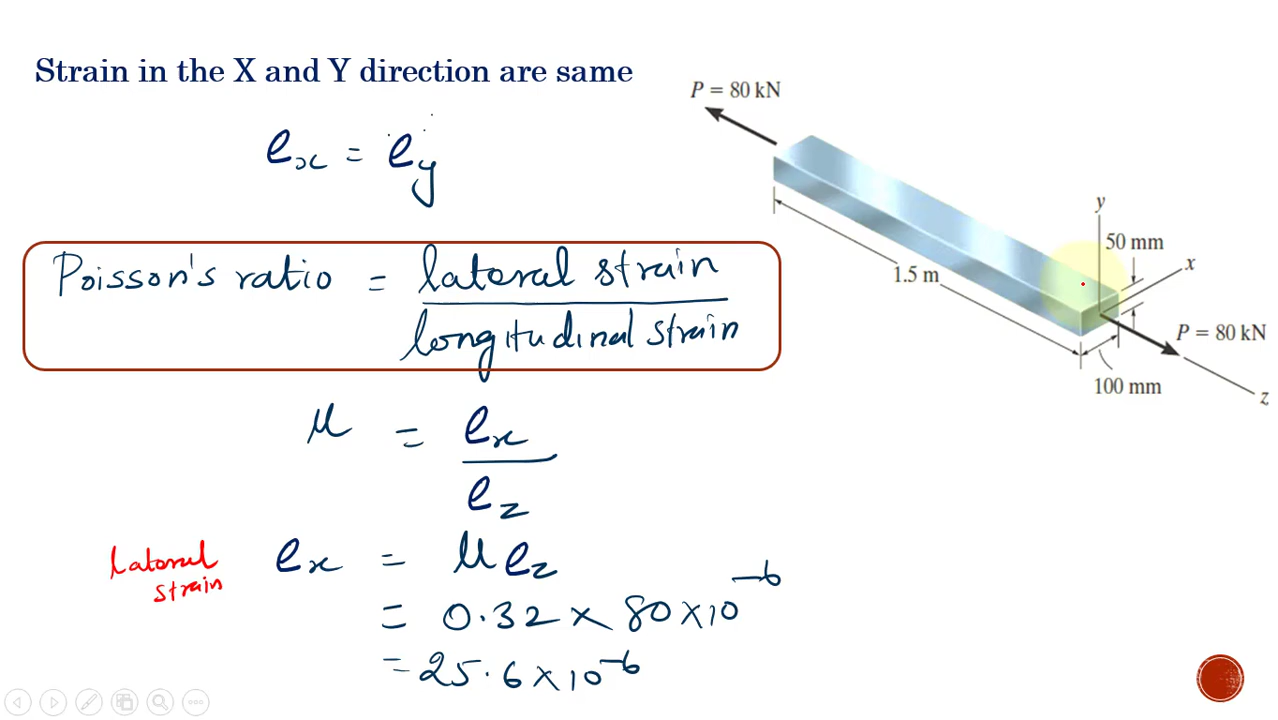 Strain in the X and Y direction are same
ex = ey
Poisson's ratio = lateral strain
longitudinal strain
μ = ex
ez
lateral strain
ex = μez
= 0.32 × 80×10⁻⁶
= 25.6×10⁻⁶
P = 80 kN
y
50 mm
x
1.5 m
P = 80 kN
100 mm
z